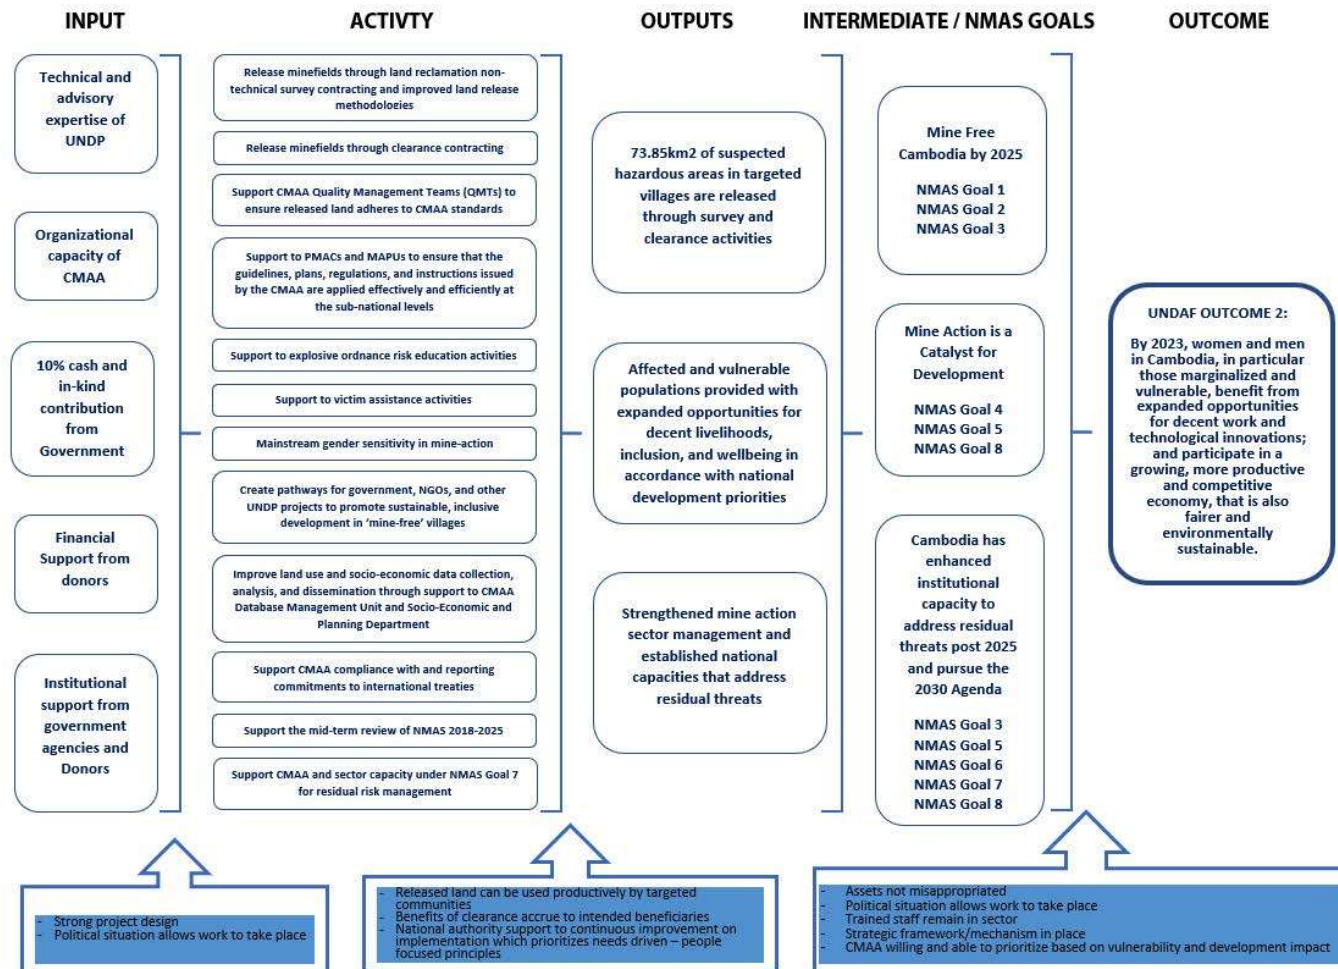 INPUT
ACTIVTY
OUTPUTS
INTERMEDIATE / NMAS GOALS
OUTCOME
Technical and
advisory
expertise of
UNDP
Organizational
capacity of
CMAA
10% cash and
in-kind
contribution
from
Government
Financial
Support from
donors
Institutional
support from
government
agencies and
Donors
Release minefields through land reclamation non-
technical survey contracting and improved land release
methodologies
Release minefields through clearance contracting
Support CMAA Quality Management Teams (QMTs) to
ensure released land adheres to CMAA standards
Support to PMACs and MAPUs to ensure that the
guidelines, plans, regulations, and instructions issued
by the CMAA are applied effectively and efficiently at
the sub-national levels
Support to explosive ordnance risk education activities
Support to victim assistance activities
Mainstream gender sensitivity in mine-action
Create pathways for government, NGOs, and other
UNDP projects to promote sustainable, inclusive
development in ‘mine-free’ villages
Improve land use and socio-economic data collection,
analysis, and dissemination through support to CMAA
Database Management Unit and Socio-Economic and
Planning Department
Support CMAA compliance with and reporting
commitments to international treaties
Support the mid-term review of NMAS 2018-2025
Support CMAA and sector capacity under NMAS Goal 7
for residual risk management
73.85km2 of suspected
hazardous areas in targeted
villages are released
through survey and
clearance activities
Affected and vulnerable
populations provided with
expanded opportunities for
decent livelihoods,
inclusion, and wellbeing in
accordance with national
development priorities
Strengthened mine action
sector management and
established national
capacities that address
residual threats
Mine Free
Cambodia by 2025
NMAS Goal 1
NMAS Goal 2
NMAS Goal 3
Mine Action is a
Catalyst for
Development
NMAS Goal 4
NMAS Goal 5
NMAS Goal 8
Cambodia has
enhanced
institutional
capacity to
address residual
threats post 2025
and pursue the
2030 Agenda
NMAS Goal 3
NMAS Goal 5
NMAS Goal 6
NMAS Goal 7
NMAS Goal 8
UNDAF OUTCOME 2:
By 2023, women and men
in Cambodia, in particular
those marginalized and
vulnerable, benefit from
expanded opportunities
for decent work and
technological innovations;
and participate in a
growing, more productive
and competitive
economy, that is also
fairer and
environmentally
sustainable.
- Strong project design
- Political situation allows work to take place
- Released land can be used productively by targeted
communities
- Benefits of clearance accrue to intended beneficiaries
- National authority support to continuous improvement on
implementation which prioritizes needs driven – people
focused principles
- Assets not misappropriated
- Political situation allows work to take place
- Trained staff remain in sector
- Strategic framework/mechanism in place
- CMAA willing and able to prioritize based on vulnerability and development impact